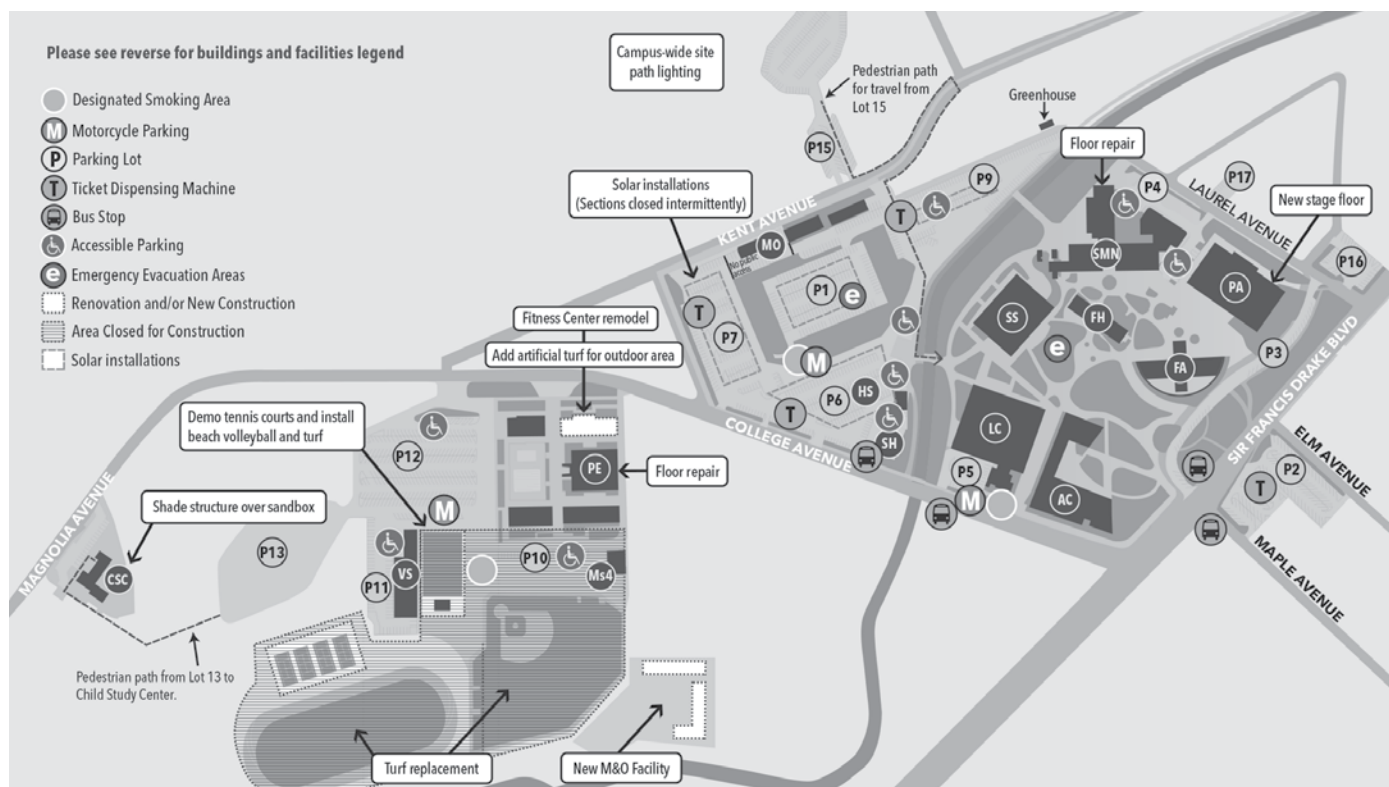 Please see reverse for buildings and facilities legend
Designated Smoking Area
M
Motorcycle Parking
P
Parking Lot
T
Ticket Dispensing Machine
Bus Stop
Accessible Parking
e
Emergency Evacuation Areas
Renovation and/or New Construction
Area Closed for Construction
Solar installations
Campus-wide site
path lighting
Pedestrian path
for travel from
Lot 15
Greenhouse
Floor repair
P15
Solar installations
(Sections closed intermittently)
P9
P4
P17
LAUREL AVENUE
New stage floor
KENT AVENUE
T
MO
No public
access
SMN
P16
P1
e
PA
T
P7
SS
FH
e
Fitness Center remodel
Add artificial turf for outdoor area
M
P3
FA
P6
HS
T
SH
COLLEGE AVENUE
LC
SIR FRANCIS DRAKE BLVD
ELM AVENUE
Demo tennis courts and install
beach volleyball and turf
P12
PE
Floor repair
P5
M
AC
P2
T
MAGNOLIA AVENUE
Shade structure over sandbox
M
MAPLE AVENUE
P13
CSC
P11
VS
P10
Ms4
Pedestrian path from Lot 13 to
Child Study Center.
Turf replacement
New M&O Facility